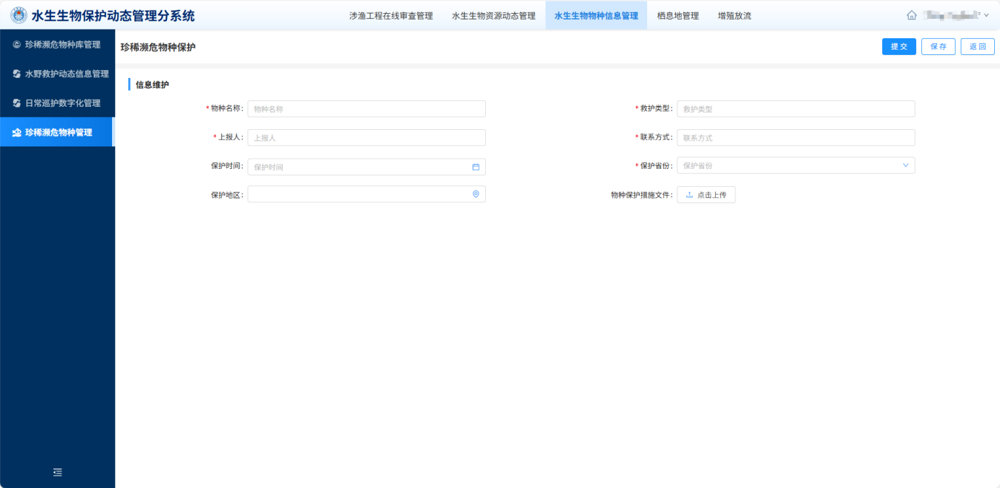 水生生物保护动态管理分系统
涉渔工程在线审查管理 水生生物资源动态管理 水生生物物种信息管理 栖息地管理 增殖放流
珍稀濒危物种库管理
水野救护动态信息管理
日常巡护数字化管理
珍稀濒危物种管理
珍稀濒危物种保护
提 交 保 存 返 回
信息维护
* 物种名称: 物种名称 * 救护类型: 救护类型
* 上报人: 上报人 * 联系方式: 联系方式
保护时间: 保护时间 * 保护省份: 保护省份
保护地区: 物种保护措施文件: 点击上传